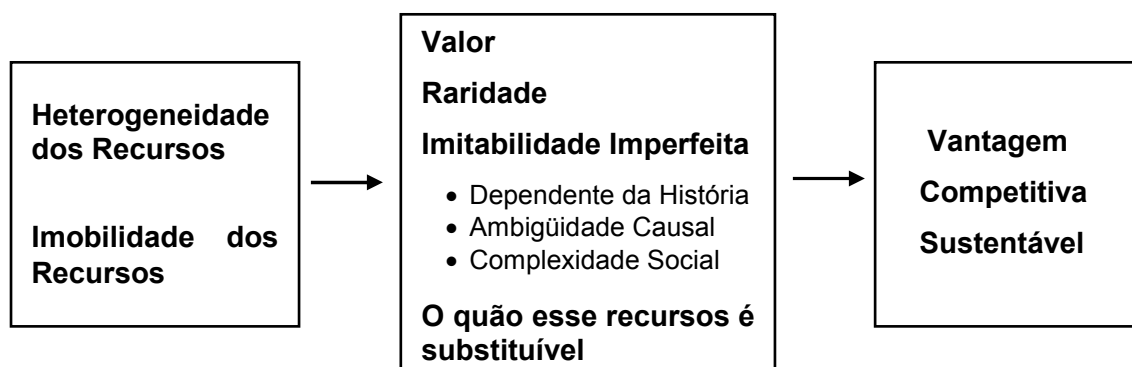 Heterogeneidade
dos Recursos
Imobilidade dos
Recursos
Valor
Raridade
Imitabilidade Imperfeita
• Dependente da História
• Ambigüidade Causal
• Complexidade Social
O quão esse recursos é
substituível
Vantagem
Competitiva
Sustentável